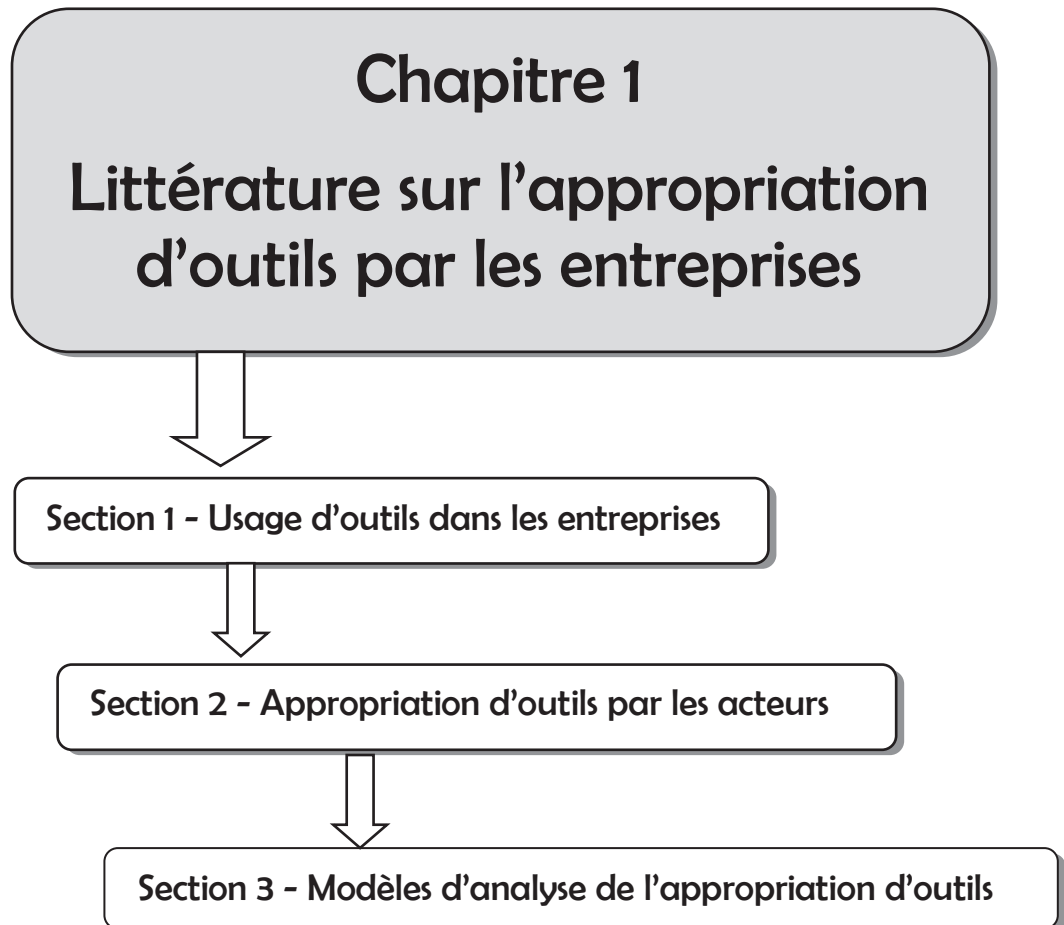 Chapitre 1
Littérature sur l’appropriation
d’outils par les entreprises
Section 1 - Usage d’outils dans les entreprises
Section 2 - Appropriation d’outils par les acteurs
Section 3 - Modèles d’analyse de l’appropriation d’outils